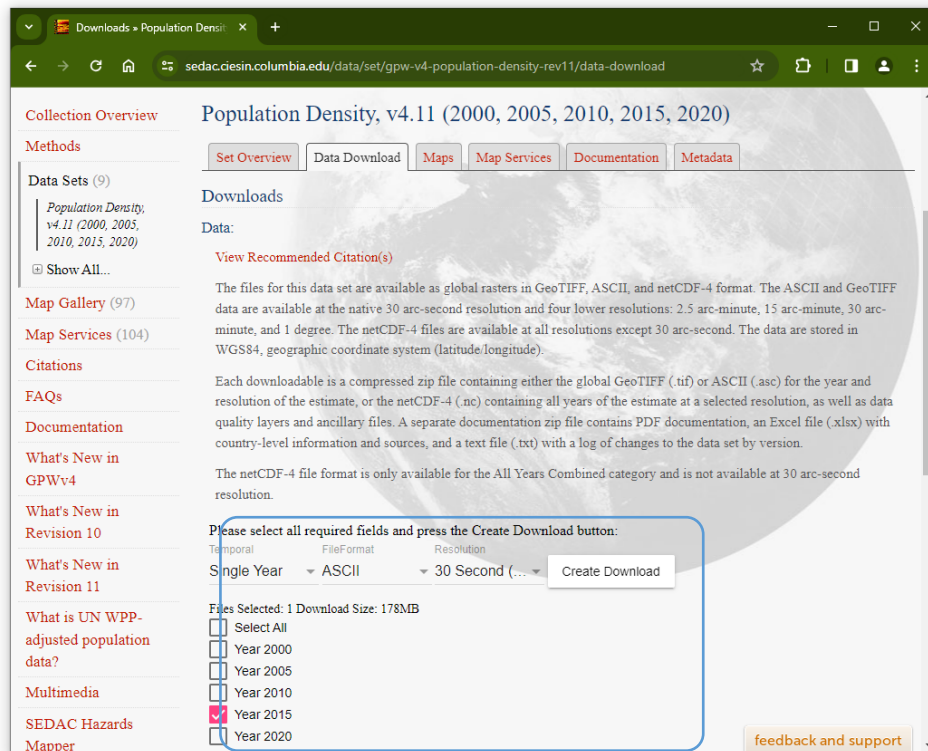 Downloads » Population Densit
sedac.ciesin.columbia.edu/data/set/gpw-v4-population-density-rev11/data-download
Collection Overview
Methods
Data Sets (9)
Population Density,
v4.11 (2000, 2005,
2010, 2015, 2020)
Show All...
Map Gallery (97)
Map Services (104)
Citations
FAQs
Documentation
What's New in
GPWv4
What's New in
Revision 10
What's New in
Revision 11
What is UN WPP-
adjusted population
data?
Multimedia
SEDAC Hazards
Mapper
Population Density, v4.11 (2000, 2005, 2010, 2015, 2020)
Set Overview
Data Download
Maps
Map Services
Documentation
Metadata
Downloads
Data:
View Recommended Citation(s)
The files for this data set are available as global rasters in GeoTIFF, ASCII, and netCDF-4 format. The ASCII and GeoTIFF
data are available at the native 30 arc-second resolution and four lower resolutions: 2.5 arc-minute, 15 arc-minute, 30 arc-
minute, and 1 degree. The netCDF-4 files are available at all resolutions except 30 arc-second. The data are stored in
WGS84, geographic coordinate system (latitude/longitude).
Each downloadable is a compressed zip file containing either the global GeoTIFF (.tif) or ASCII (.asc) for the year and
resolution of the estimate, or the netCDF-4 (.nc) containing all years of the estimate at a selected resolution, as well as data
quality layers and ancillary files. A separate documentation zip file contains PDF documentation, an Excel file (.xlsx) with
country-level information and sources, and a text file (.txt) with a log of changes to the data set by version.
The netCDF-4 file format is only available for the All Years Combined category and is not available at 30 arc-second
resolution.
Please select all required fields and press the Create Download button:
Temporal FileFormat Resolution
Single Year ASCII 30 Second (... Create Download
Files Selected: 1 Download Size: 178MB
Select All
Year 2000
Year 2005
Year 2010
Year 2015
Year 2020
feedback and support